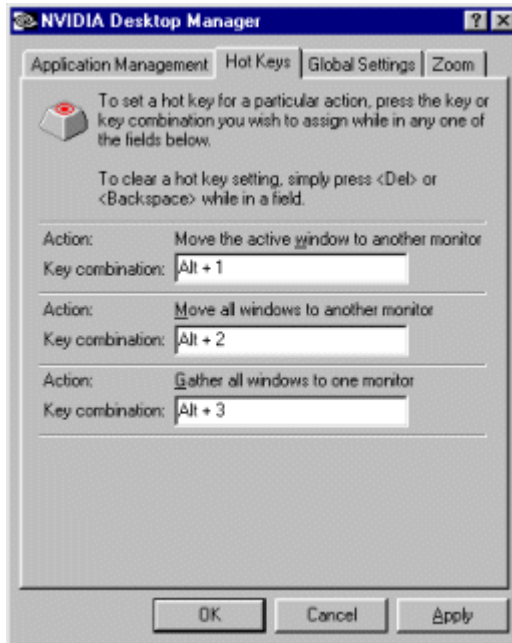 NVIDIA Desktop Manager
Application Management Hot Keys Global Settings Zoom
To set a hot key for a particular action, press the key or
key combination you wish to assign while in any one of
the fields below.
To clear a hot key setting, simply press <Del> or
<Backspace> while in a field.
Action: Move the active window to another monitor
Key combination: Alt + 1
Action: Move all windows to another monitor
Key combination: Alt + 2
Action: Gather all windows to one monitor
Key combination: Alt + 3
OK Cancel Apply